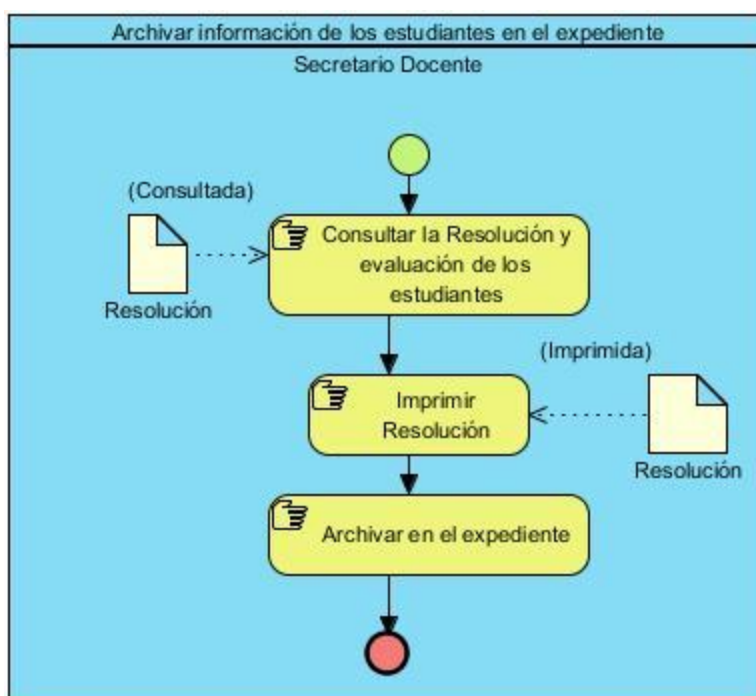 Archivar información de los estudiantes en el expediente
Secretario Docente
(Consultada)
Resolución
Consultar la Resolución y
evaluación de los
estudiantes
(Imprimida)
Imprimir
Resolución
Resolución
Archivar en el expediente